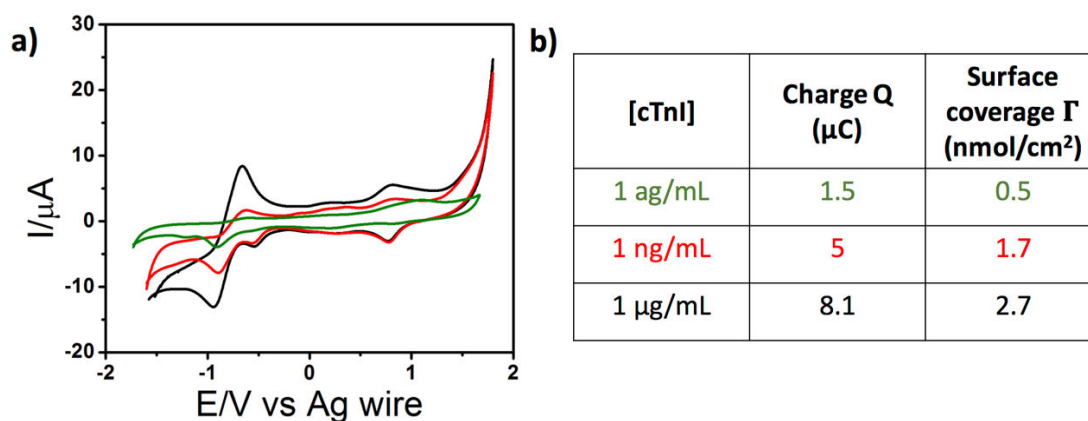 a)
30
20
10
0
-10
-20
I/µA
-2
-1
0
1
2
E/V vs Ag wire
b)
[cTnI]
Charge Q
(µC)
Surface
coverage Γ
(nmol/cm²)
1 ag/mL
1.5
0.5
1 ng/mL
5
1.7
1 µg/mL
8.1
2.7